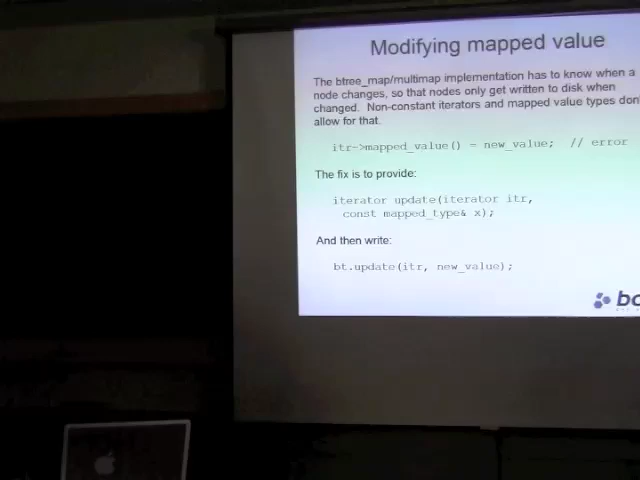 Modifying mapped value
The btree_map/multimap implementation has to know when a
node changes, so that nodes only get written to disk when
changed. Non-constant iterators and mapped value types don
allow for that.
itr->mapped_value() = new_value; // error
The fix is to provide:
iterator update(iterator itr,
const mapped_type& x);
And then write:
bt.update(itr, new_value);